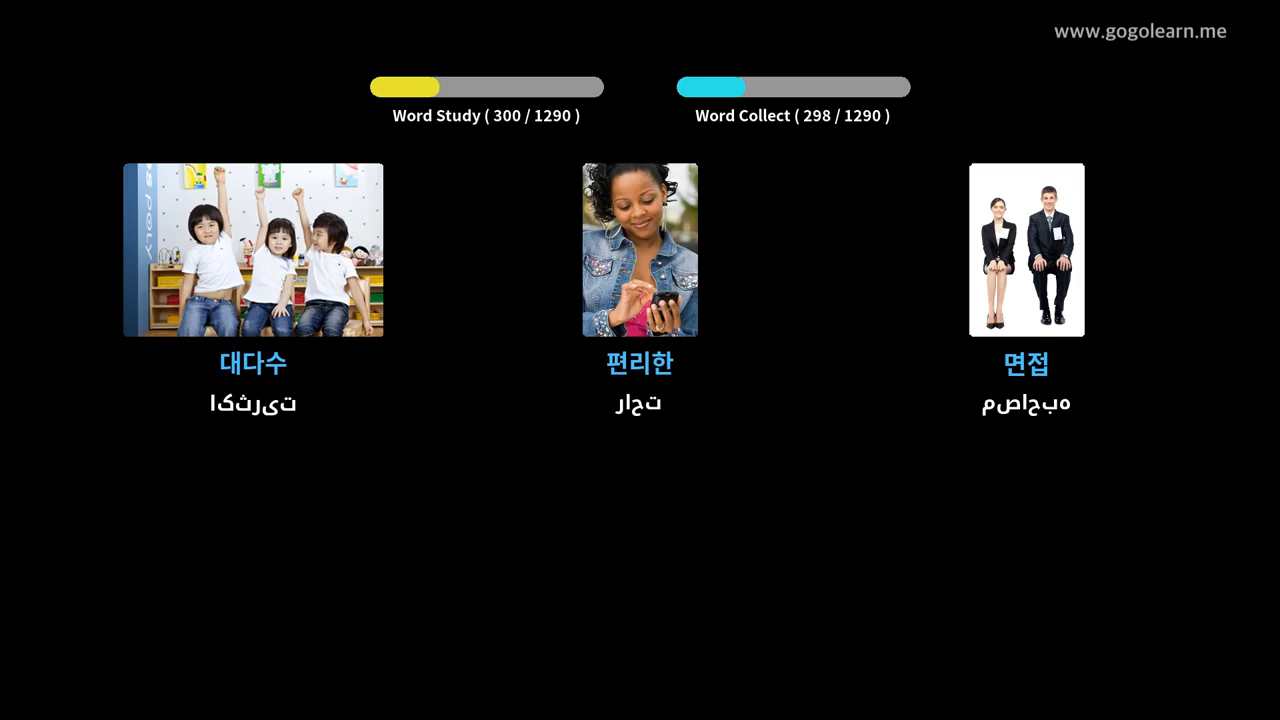 www.gogolearn.me
Word Study ( 300 / 1290 )
Word Collect ( 298 / 1290 )
POLY
대다수
اکثریت
편리한
راحت
면접
مصاحبه